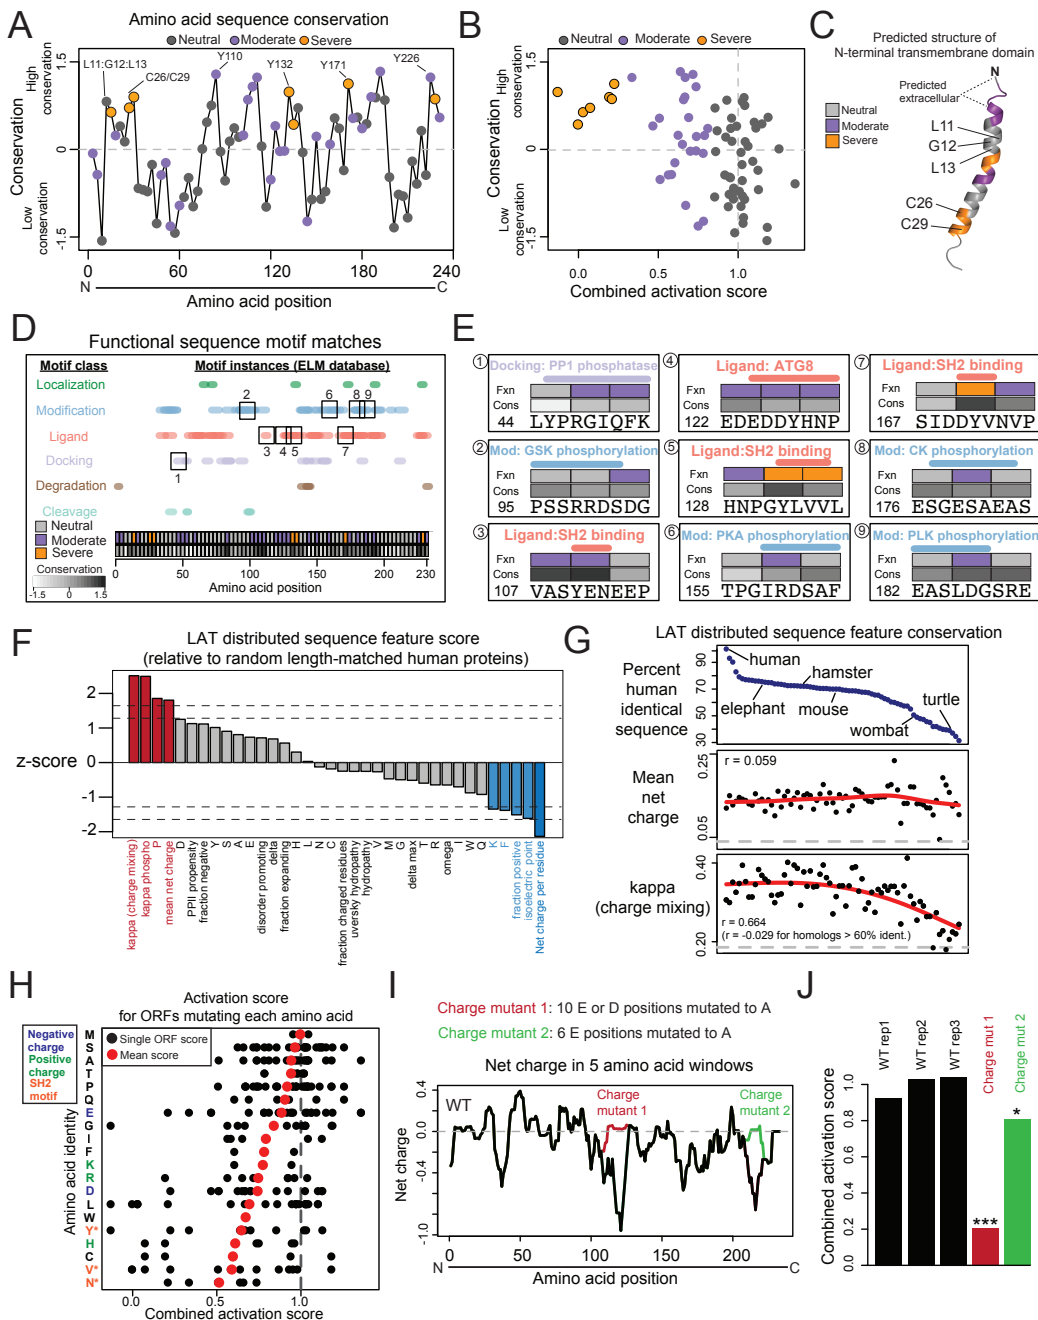 A
Amino acid sequence conservation
Neutral Moderate Severe
L11:G12:L13
C26/C29
Y110
Y132
Y171
Y226
High conservation
Conservation
Low conservation
1.5
0
-1.5
0 60 120 180 240
N C
Amino acid position
B
Neutral Moderate Severe
High conservation
Conservation
Low conservation
1.5
0
-1.5
0.0 0.5 1.0
Combined activation score
C
Predicted structure of
N-terminal transmembrane domain
N
Predicted
extracellular
Neutral
Moderate
Severe
L11
G12
L13
C26
C29
D
Functional sequence motif matches
Motif class
Motif instances (ELM database)
Localization
Modification
Ligand
Docking
Degradation
Cleavage
1
2
3
4
5
6
7
8
9
Neutral
Moderate
Severe
Conservation
-1.5 0 1.5
0 50 100 150 200 230
Amino acid position
E
1
Docking: PP1 phosphatase
Fxn
Cons
44 LYPRGIQFK
2
Mod: GSK phosphorylation
Fxn
Cons
95 PSSRRDSDG
3
Ligand:SH2 binding
Fxn
Cons
107 VASYENEEP
4
Ligand: ATG8
Fxn
Cons
122 EDEDDYHNP
5
Ligand:SH2 binding
Fxn
Cons
128 HNPGYLVVL
6
Mod: PKA phosphorylation
Fxn
Cons
155 TPGIRDSAF
7
Ligand:SH2 binding
Fxn
Cons
167 SIDDYVNVP
8
Mod: CK phosphorylation
Fxn
Cons
176 ESGESAEAS
9
Mod: PLK phosphorylation
Fxn
Cons
182 EASLDGSRE
F
LAT distributed sequence feature score
(relative to random length-matched human proteins)
z-score
2
1
0
-1
-2
kappa (charge mixing)
kappa phospho
P
mean net charge
D
PPII propensity
fraction negative
Y
S
A
E
disorder promoting
delta
fraction expanding
H
L
N
C
fraction charged residues
uversky hydropathy
hydropathy
V
M
G
delta max
T
R
omega
I
W
Q
K
F
fraction positive
isoelectric point
Net charge per residue
G
LAT distributed sequence feature conservation
Percent
human
identical
sequence
90
70
50
30
human
elephant
hamster
mouse
wombat
turtle
Mean
net
charge
0.25
0.05
r = 0.059
kappa
(charge mixing)
0.40
0.20
r = 0.664
(r = -0.029 for homologs > 60% ident.)
H
Activation score
for ORFs mutating each amino acid
Negative
charge
Positive
charge
SH2
motif
Single ORF score
Mean score
Amino acid identity
M
S
A
T
P
Q
E
G
I
F
K
R
D
L
W
Y*
H
C
V*
N*
0.0 0.5 1.0
Combined activation score
I
Charge mutant 1: 10 E or D positions mutated to A
Charge mutant 2: 6 E positions mutated to A
Net charge in 5 amino acid windows
WT
Charge
mutant 1
Charge
mutant 2
Net charge
0.4
0.0
-0.4
-1.0
0 50 100 150 200
N C
Amino acid position
J
WT rep1
WT rep2
WT rep3
Charge mut 1
Charge mut 2
***
*
Combined activation score
0.0 0.2 0.4 0.6 0.8 1.0